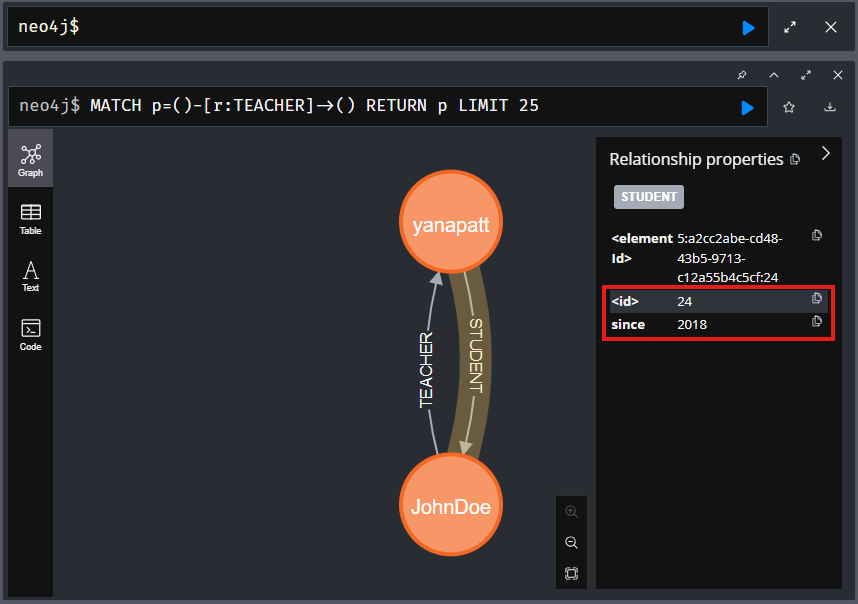 neo4j$
neo4j$ MATCH p=()-[r:TEACHER]->() RETURN p LIMIT 25
Graph
Table
Text
Code
yanapatt
TEACHER
STUDENT
JohnDoe
Relationship properties
STUDENT
<element Id> 5:a2cc2abe-cd48-
43b5-9713-
c12a55b4c5cf:24
<id> 24
since 2018